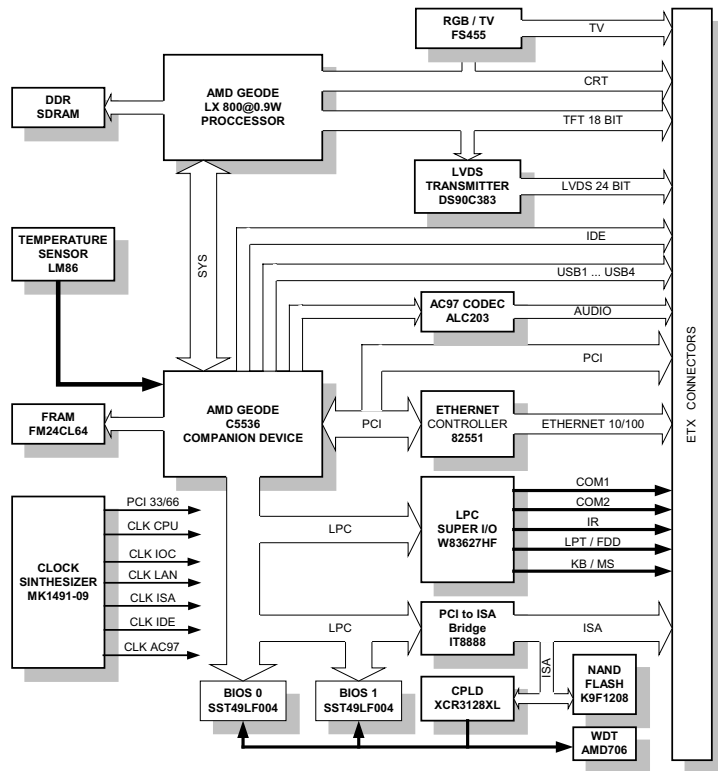 RGB / TV
FS455
TV
AMD GEODE
LX 800@0.9W
PROCCESSOR
CRT
DDR
SDRAM
TFT 18 BIT
LVDS
TRANSMITTER
DS90C383
LVDS 24 BIT
TEMPERATURE
SENSOR
LM86
SYS
IDE
USB1 ... USB4
AC97 CODEC
ALC203
AUDIO
PCI
ETX CONNECTORS
AMD GEODE
C5536
COMPANION DEVICE
FRAM
FM24CL64
PCI
ETHERNET
CONTROLLER
82551
ETHERNET 10/100
CLOCK
SINTHESIZER
MK1491-09
PCI 33/66
CLK CPU
CLK IOC
CLK LAN
CLK ISA
CLK IDE
CLK AC97
LPC
LPC
SUPER I/O
W83627HF
COM1
COM2
IR
LPT / FDD
KB / MS
LPC
PCI to ISA
Bridge
IT8888
ISA
ISA
BIOS 0
SST49LF004
BIOS 1
SST49LF004
CPLD
XCR3128XL
NAND
FLASH
K9F1208
WDT
AMD706